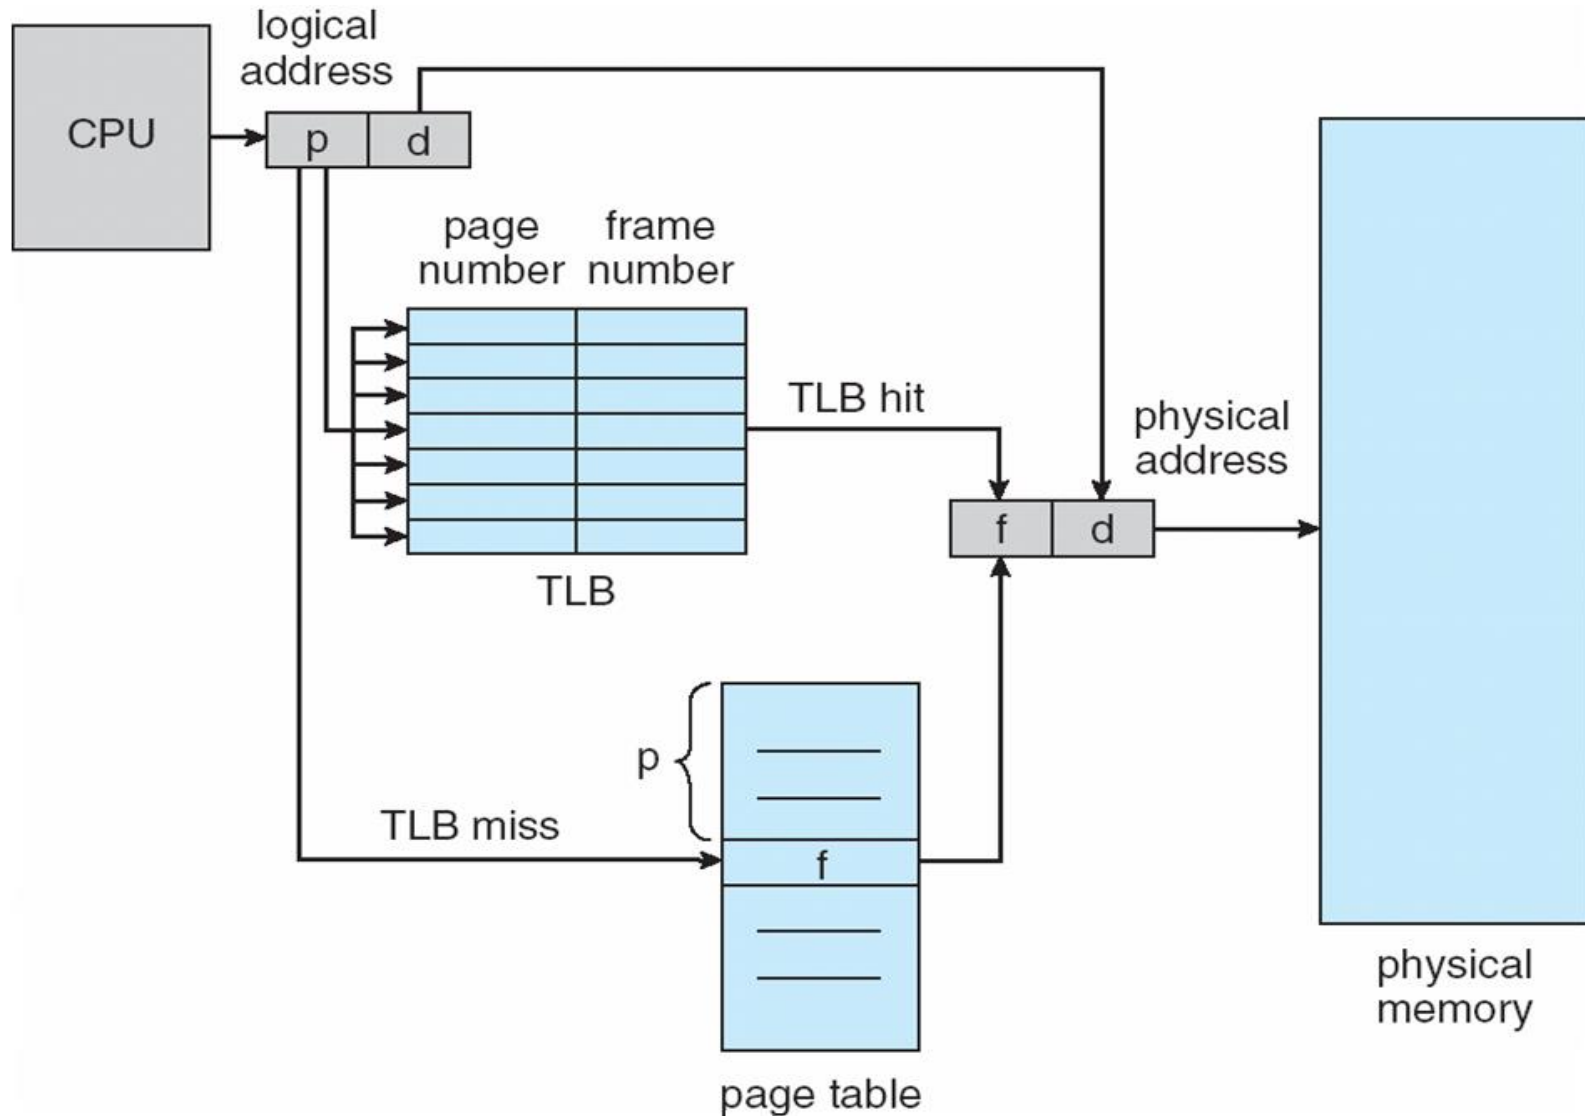 logical
address
CPU
p
d
page
number
frame
number
TLB hit
physical
address
f
d
TLB
p
TLB miss
f
physical
memory
page table